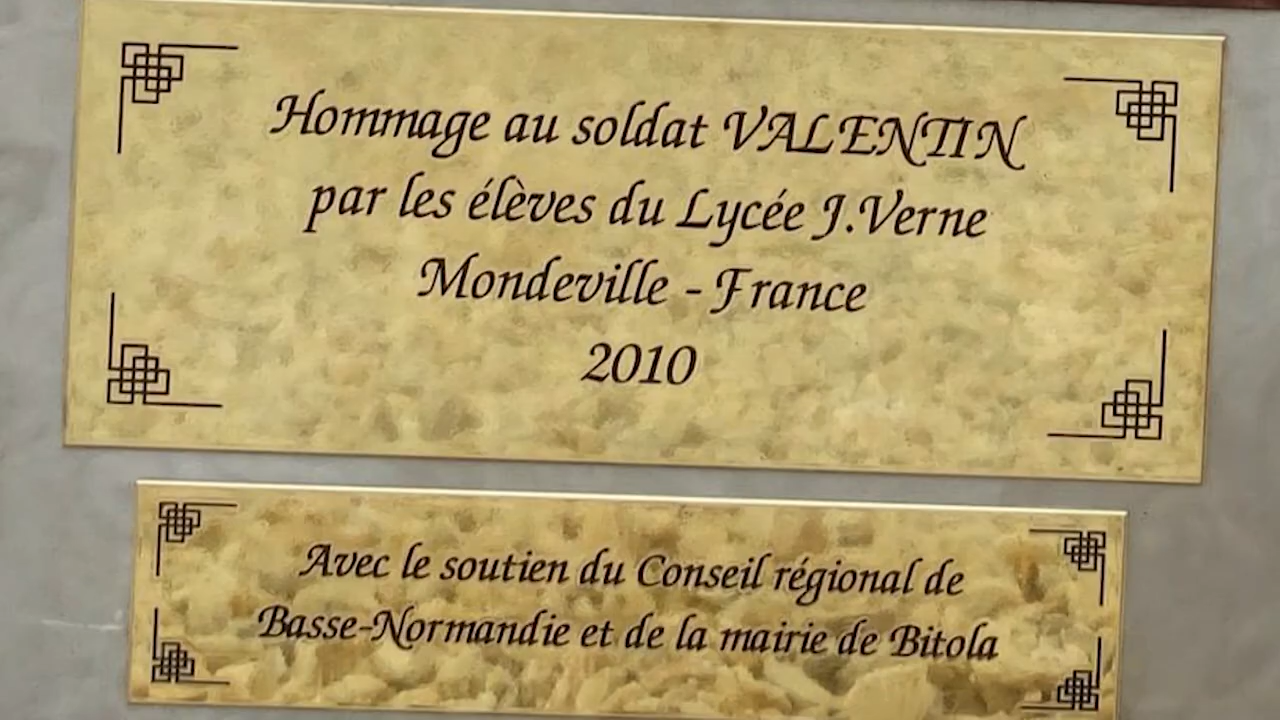 Hommage au soldat VALENTIN
par les élèves du Lycée J.Verne
Mondeville - France
2010
Avec le soutien du Conseil régional de
Basse-Normandie et de la mairie de Bitola